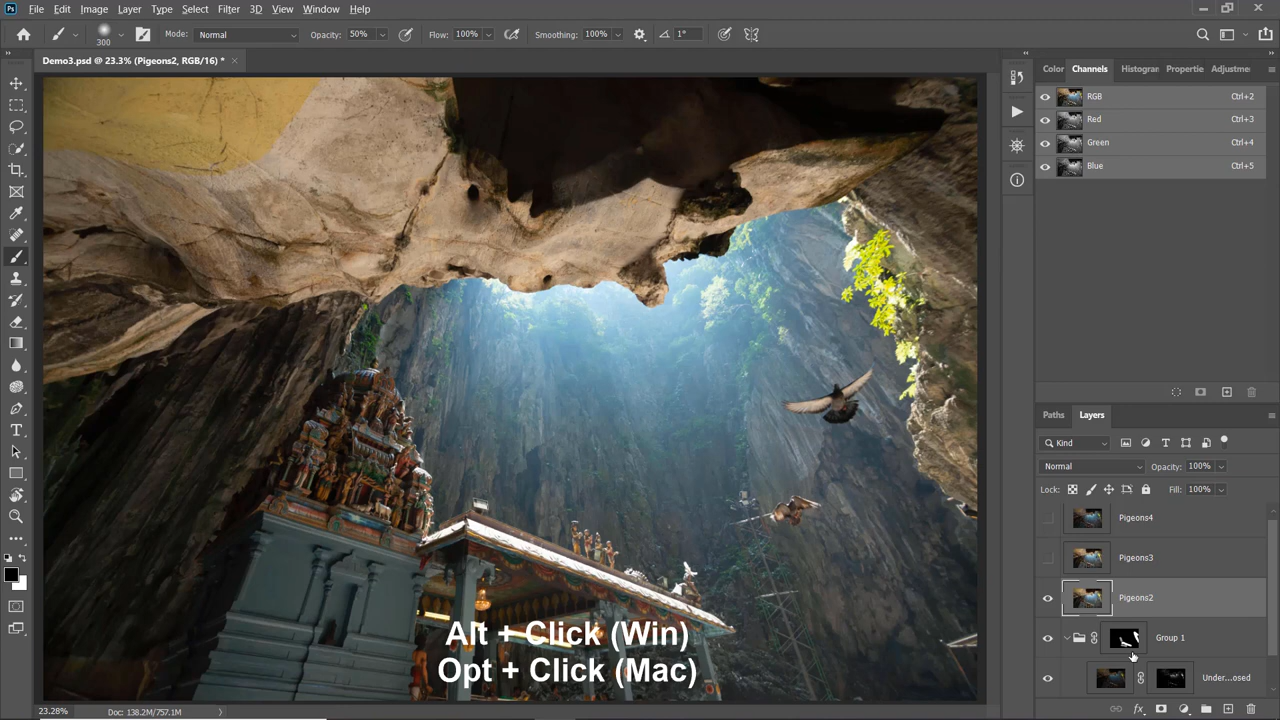 Ps File Edit Image Layer Type Select Filter 3D View Window Help
300 Mode: Normal Opacity: 50% Flow: 100% Smoothing: 100% 1°
Demo3.psd @ 23.3% (Pigeons2, RGB/16) *
Color Channels Histogram Propertie Adjustme
RGB Ctrl+2
Red Ctrl+3
Green Ctrl+4
Blue Ctrl+5
Paths Layers
Kind
Normal Opacity: 100%
Lock: Fill: 100%
Pigeons4
Pigeons3
Pigeons2
Group 1
Under...osed
Alt + Click (Win)
Opt + Click (Mac)
23.28% Doc: 138.2M/757.1M